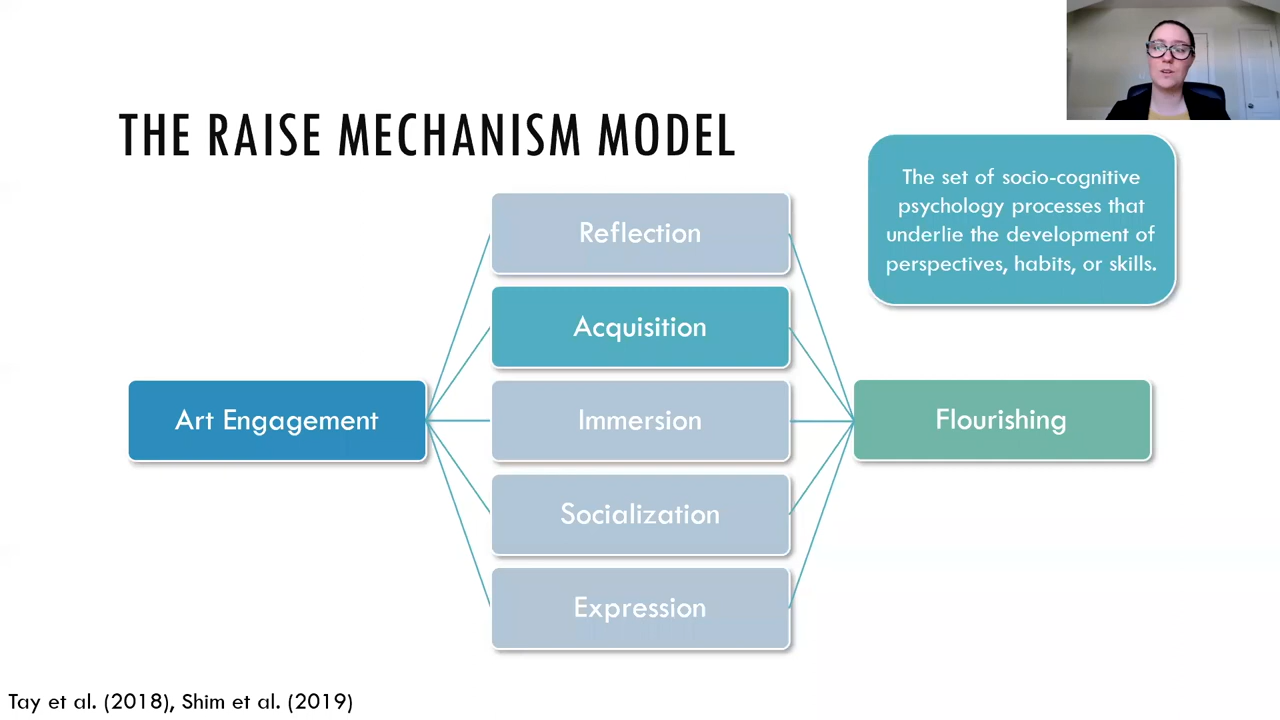 THE RAISE MECHANISM MODEL
The set of socio-cognitive
psychology processes that
underlie the development of
perspectives, habits, or skills.
Reflection
Acquisition
Art Engagement
Immersion
Flourishing
Socialization
Expression
Tay et al. (2018), Shim et al. (2019)